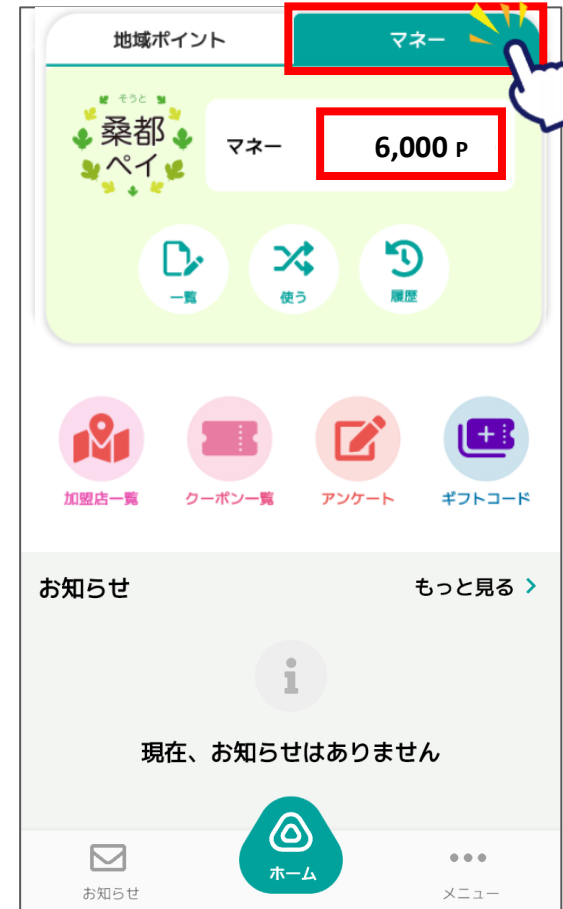 地域ポイント
マネー
そうと
桑都
ペイ
マネー
6,000 P
一覧
使う
履歴
加盟店一覧
クーポン一覧
アンケート
ギフトコード
お知らせ
もっと見る
現在、お知らせはありません
お知らせ
ホーム
メニュー